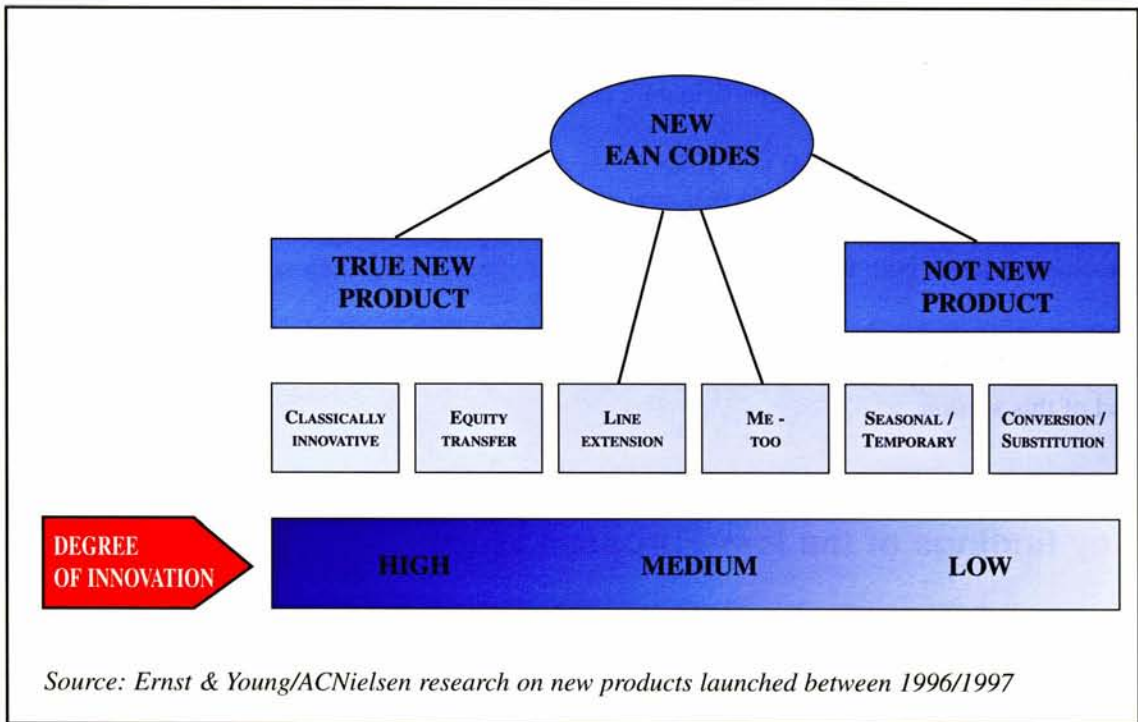 NEW
EAN CODES
TRUE NEW
PRODUCT
NOT NEW
PRODUCT
CLASSICALLY
INNOVATIVE
EQUITY
TRANSFER
LINE
EXTENSION
ME -
TOO
SEASONAL /
TEMPORARY
CONVERSION /
SUBSTITUTION
DEGREE
OF INNOVATION
HIGH
MEDIUM
LOW
Source: Ernst & Young/ACNielsen research on new products launched between 1996/1997